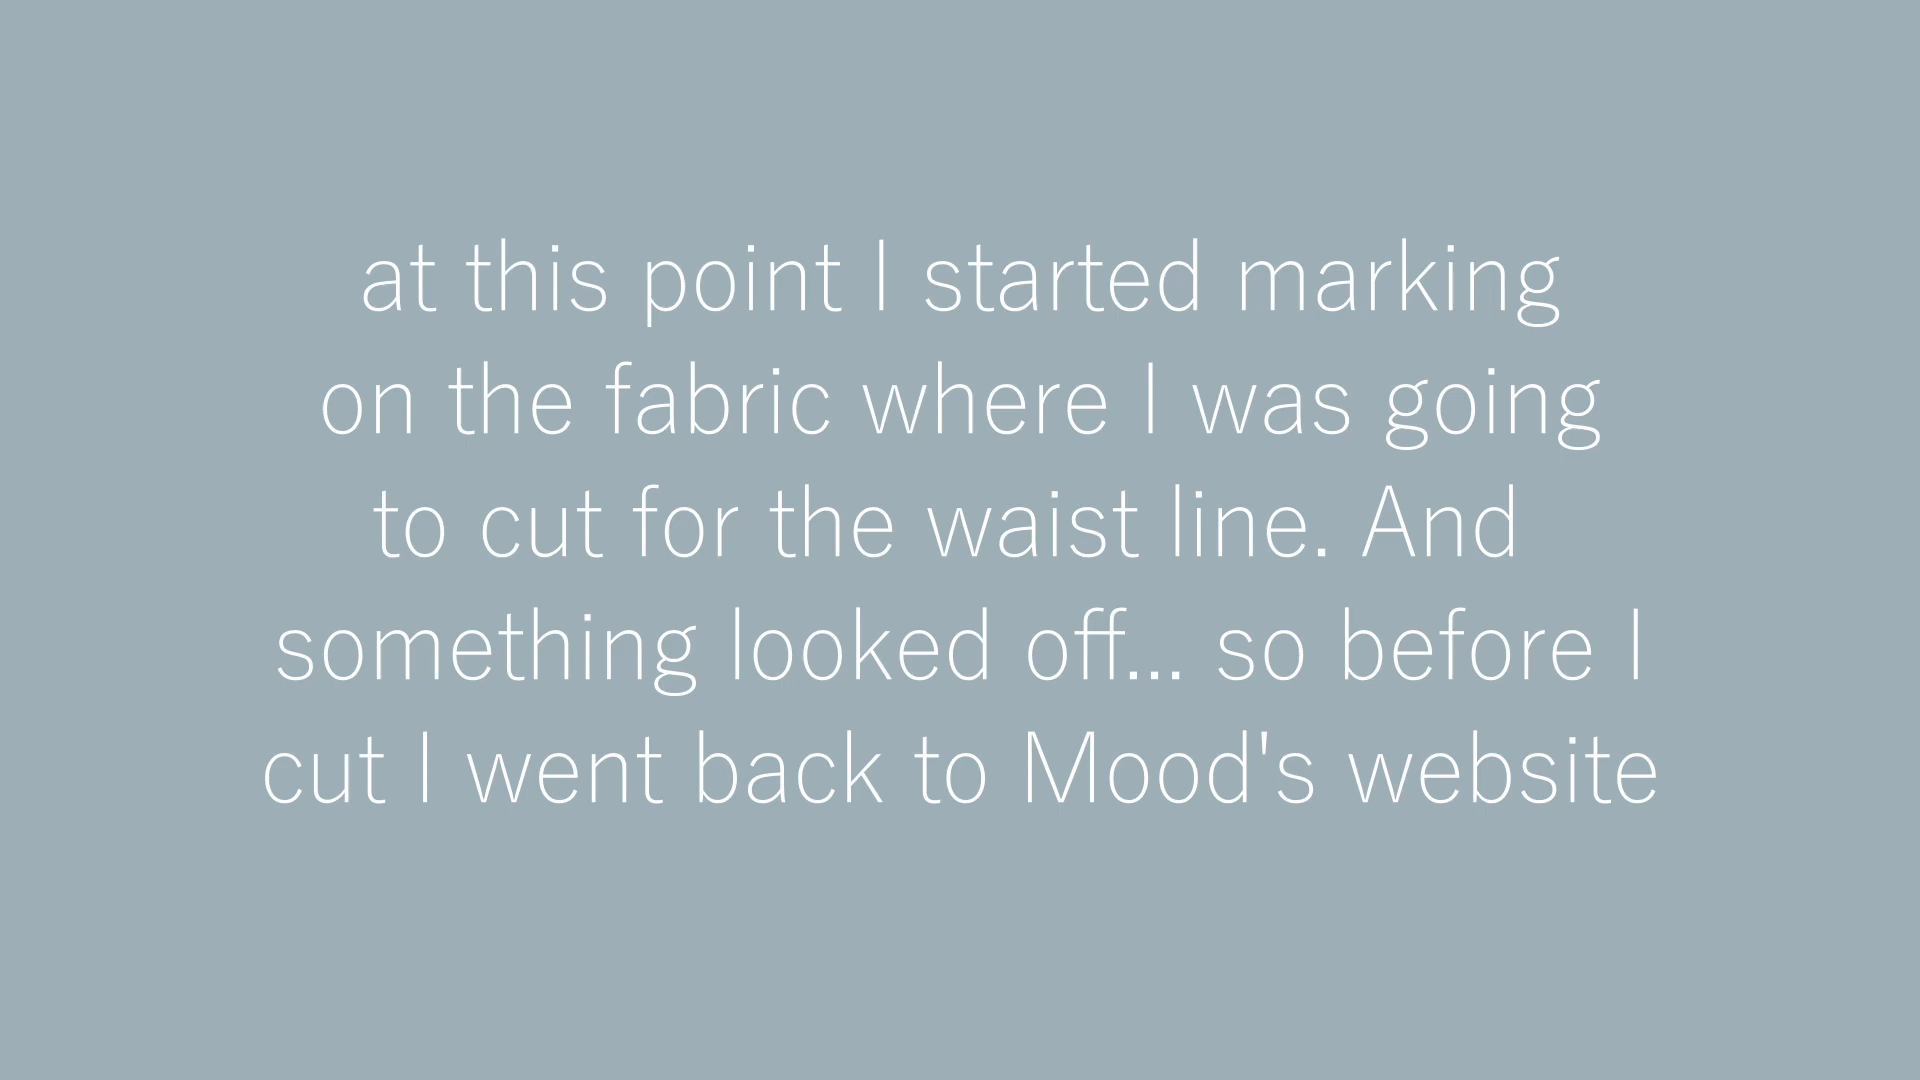 at this point I started marking
on the fabric where I was going
to cut for the waist line. And
something looked off... so before I
cut I went back to Mood's website